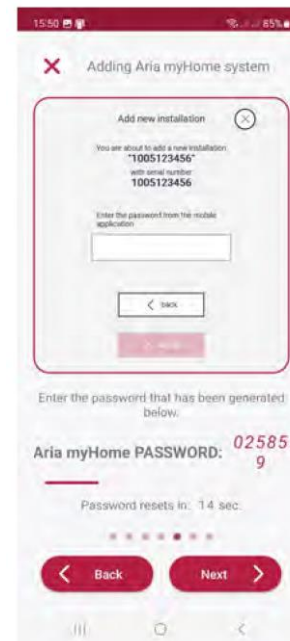 15:50
85%
Adding Aria myHome system
Add new installation
You are about to add a new installation
"1005123456"
with serial number
1005123456
Enter the password from the mobile
application
BACK
Enter the password that has been generated
below.
Aria myHome PASSWORD: 02585
9
Password resets in: 14 sec.
Back
Next